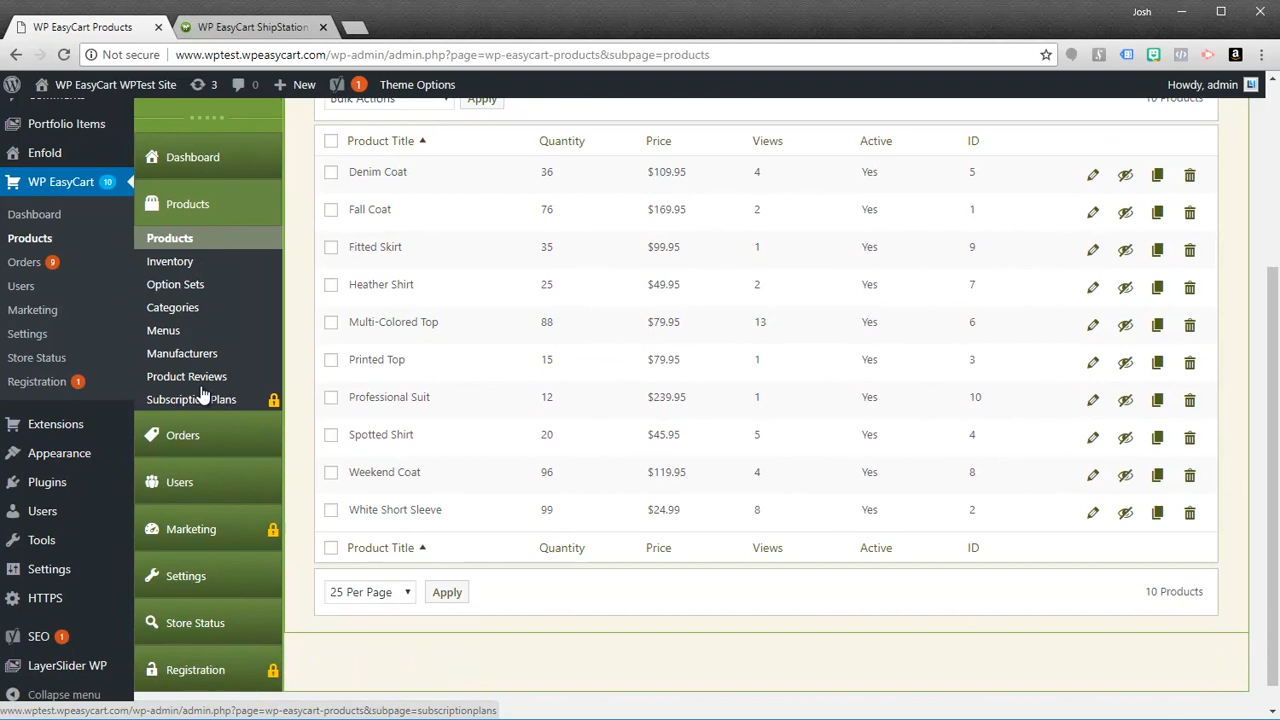 WP EasyCart Products
WP EasyCart ShipStation
Josh
Not secure
www.wptest.wpeasycart.com/wp-admin/admin.php?page=wp-easycart-products&subpage=products
WP EasyCart WPTest Site
3
0
New
1
Theme Options
Howdy, admin
Comments
Portfolio Items
Enfold
WP EasyCart 10
Dashboard
Products
Orders 9
Users
Marketing
Settings
Store Status
Registration 1
Extensions
Appearance
Plugins
Users
Tools
Settings
HTTPS
SEO 1
LayerSlider WP
Collapse menu
Dashboard
Products
Products
Inventory
Option Sets
Categories
Menus
Manufacturers
Product Reviews
Subscription Plans
Orders
Users
Marketing
Settings
Store Status
Registration
Bulk Actions
Apply
10 Products
Product Title Quantity Price Views Active ID
Denim Coat 36 $109.95 4 Yes 5
Fall Coat 76 $169.95 2 Yes 1
Fitted Skirt 35 $99.95 1 Yes 9
Heather Shirt 25 $49.95 2 Yes 7
Multi-Colored Top 88 $79.95 13 Yes 6
Printed Top 15 $79.95 1 Yes 3
Professional Suit 12 $239.95 1 Yes 10
Spotted Shirt 20 $45.95 5 Yes 4
Weekend Coat 96 $119.95 4 Yes 8
White Short Sleeve 99 $24.99 8 Yes 2
Product Title Quantity Price Views Active ID
25 Per Page
Apply
10 Products
www.wptest.wpeasycart.com/wp-admin/admin.php?page=wp-easycart-products&subpage=subscriptionplans